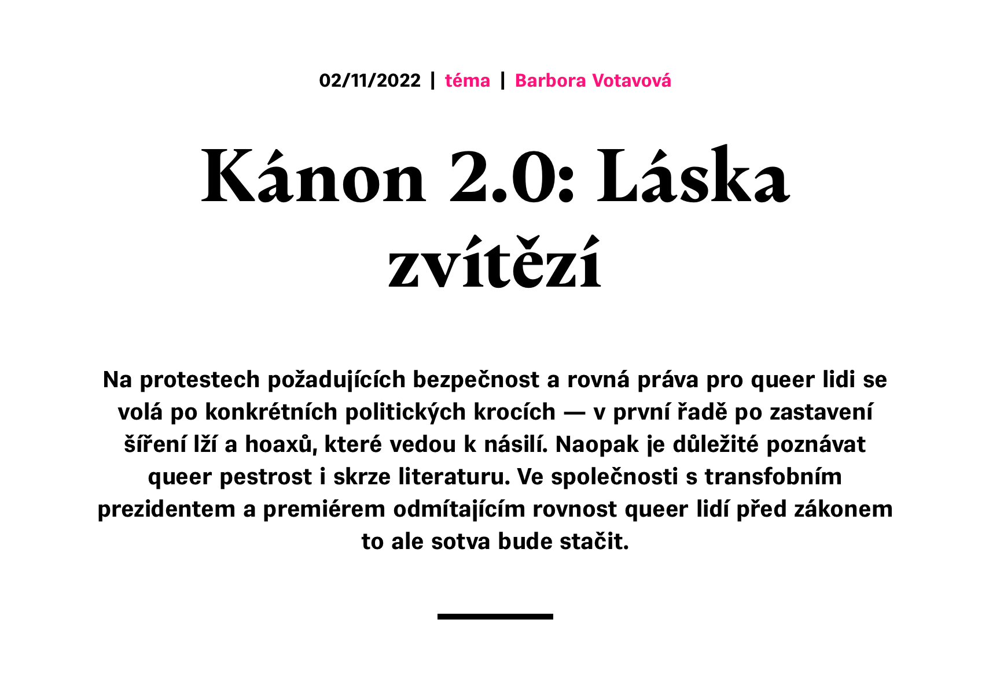 02/11/2022 | téma | Barbora Votavová
Kánon 2.0: Láska
zvítězí
Na protestech požadujících bezpečnost a rovná práva pro queer lidi se
volá po konkrétních politických krocích — v první řadě po zastavení
šíření lží a hoaxů, které vedou k násilí. Naopak je důležité poznávat
queer pestrost i skrze literaturu. Ve společnosti s transfobním
prezidentem a premiérem odmítajícím rovnost queer lidí před zákonem
to ale sotva bude stačit.